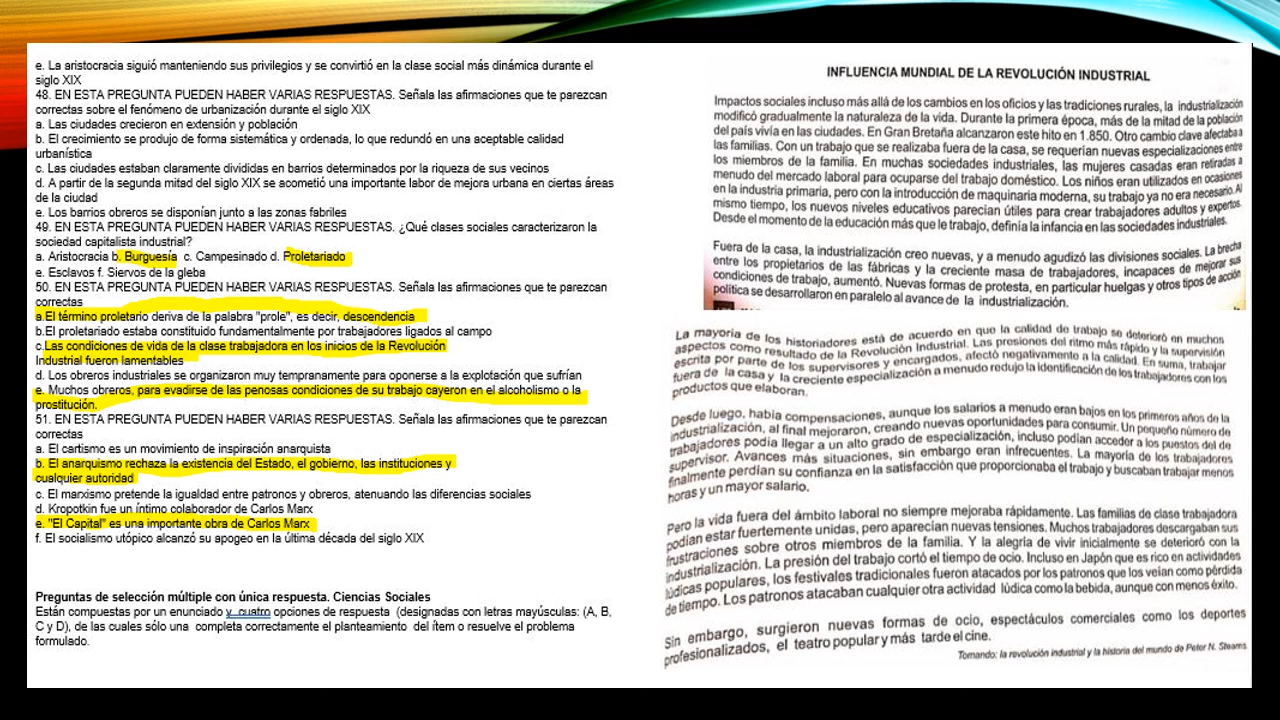 e. La aristocracia siguió manteniendo sus privilegios y se convirtió en la clase social más dinámica durante el
siglo XIX
48. EN ESTA PREGUNTA PUEDEN HABER VARIAS RESPUESTAS. Señala las afirmaciones que te parezcan
correctas sobre el fenómeno de urbanización durante el siglo XIX
a. Las ciudades crecieron en extensión y población
b. El crecimiento se produjo de forma sistemática y ordenada, lo que redundó en una aceptable calidad
urbanística
c. Las ciudades estaban claramente divididas en barrios determinados por la riqueza de sus vecinos
d. A partir de la segunda mitad del siglo XIX se acometió una importante labor de mejora urbana en ciertas áreas
de la ciudad
e. Los barrios obreros se disponían junto a las zonas fabriles
49. EN ESTA PREGUNTA PUEDEN HABER VARIAS RESPUESTAS. ¿Qué clases sociales caracterizaron la
sociedad capitalista industrial?
a. Aristocracia b. Burguesía c. Campesinado d. Proletariado
e. Esclavos f. Siervos de la gleba
50. EN ESTA PREGUNTA PUEDEN HABER VARIAS RESPUESTAS. Señala las afirmaciones que te parezcan
correctas
a.El término proletario deriva de la palabra "prole", es decir, descendencia
b.El proletariado estaba constituido fundamentalmente por trabajadores ligados al campo
c.Las condiciones de vida de la clase trabajadora en los inicios de la Revolución
Industrial fueron lamentables
d. Los obreros industriales se organizaron muy tempranamente para oponerse a la explotación que sufrían
e. Muchos obreros, para evadirse de las penosas condiciones de su trabajo cayeron en el alcoholismo o la
prostitución.
51. EN ESTA PREGUNTA PUEDEN HABER VARIAS RESPUESTAS. Señala las afirmaciones que te parezcan
correctas
a. El cartismo es un movimiento de inspiración anarquista
b. El anarquismo rechaza la existencia del Estado, el gobierno, las instituciones y
cualquier autoridad
c. El marxismo pretende la igualdad entre patronos y obreros, atenuando las diferencias sociales
d. Kropotkin fue un íntimo colaborador de Carlos Marx
e. "El Capital" es una importante obra de Carlos Marx
f. El socialismo utópico alcanzó su apogeo en la última década del siglo XIX
Preguntas de selección múltiple con única respuesta. Ciencias Sociales
Están compuestas por un enunciado y cuatro opciones de respuesta (designadas con letras mayúsculas: (A, B,
C y D), de las cuales sólo una completa correctamente el planteamiento del ítem o resuelve el problema
formulado.
INFLUENCIA MUNDIAL DE LA REVOLUCIÓN INDUSTRIAL
Impactos sociales incluso más allá de los cambios en los oficios y las tradiciones rurales, la industrialización
modificó gradualmente la naturaleza de la vida. Durante la primera época, más de la mitad de la población
del país vivía en las ciudades. En Gran Bretaña alcanzaron este hito en 1.850. Otro cambio clave afectaba a
las familias. Con un trabajo que se realizaba fuera de la casa, se requerían nuevas especializaciones entre
los miembros de la familia. En muchas sociedades industriales, las mujeres casadas eran retiradas a
menudo del mercado laboral para ocuparse del trabajo doméstico. Los niños eran utilizados en ocasiones
en la industria primaria, pero con la introducción de maquinaria moderna, su trabajo ya no era necesario. Al
mismo tiempo, los nuevos niveles educativos parecían útiles para crear trabajadores adultos y expertos.
Desde el momento de la educación más que le trabajo, definía la infancia en las sociedades industriales.
Fuera de la casa, la industrialización creo nuevas, y a menudo agudizó las divisiones sociales. La brecha
entre los propietarios de las fábricas y la creciente masa de trabajadores, incapaces de mejorar sus
condiciones de trabajo, aumentó. Nuevas formas de protesta, en particular huelgas y otros tipos de acción
política se desarrollaron en paralelo al avance de la industrialización.
La mayoría de los historiadores está de acuerdo en que la calidad de trabajo se deterioró en muchos
aspectos como resultado de la Revolución Industrial. Las presiones del ritmo más rápido y la supervisión
escrita por parte de los supervisores y encargados, afectó negativamente a la calidad. En suma, trabajar
fuera de la casa y la creciente especialización a menudo redujo la identificación de los trabajadores con los
productos que elaboran.
Desde luego, había compensaciones, aunque los salarios a menudo eran bajos en los primeros años de la
industrialización, al final mejoraron, creando nuevas oportunidades para consumir. Un pequeño número de
trabajadores podía llegar a un alto grado de especialización, incluso podían acceder a los puestos del de
supervisor. Avances más situaciones, sin embargo eran infrecuentes. La mayoría de los trabajadores
finalmente perdían su confianza en la satisfacción que proporcionaba el trabajo y buscaban trabajar menos
horas y un mayor salario.
Pero la vida fuera del ámbito laboral no siempre mejoraba rápidamente. Las familias de clase trabajadora
podían estar fuertemente unidas, pero aparecían nuevas tensiones. Muchos trabajadores descargaban sus
frustraciones sobre otros miembros de la familia. Y la alegría de vivir inicialmente se deterioró con la
industrialización. La presión del trabajo cortó el tiempo de ocio. Incluso en Japón que es rico en actividades
lúdicas populares, los festivales tradicionales fueron atacados por los patronos que los veían como pérdida
de tiempo. Los patronos atacaban cualquier otra actividad lúdica como la bebida, aunque con menos éxito.
Sin embargo, surgieron nuevas formas de ocio, espectáculos comerciales como los deportes
profesionalizados, el teatro popular y más tarde el cine.
Tomando: la revolución industrial y la historia del mundo de Peter N. Stearns